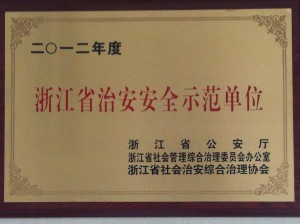 二〇一二年度
浙江省治安安全示范单位
浙江省公安厅
浙江省社会管理综合治理委员会办公室
浙江省社会治安综合治理协会